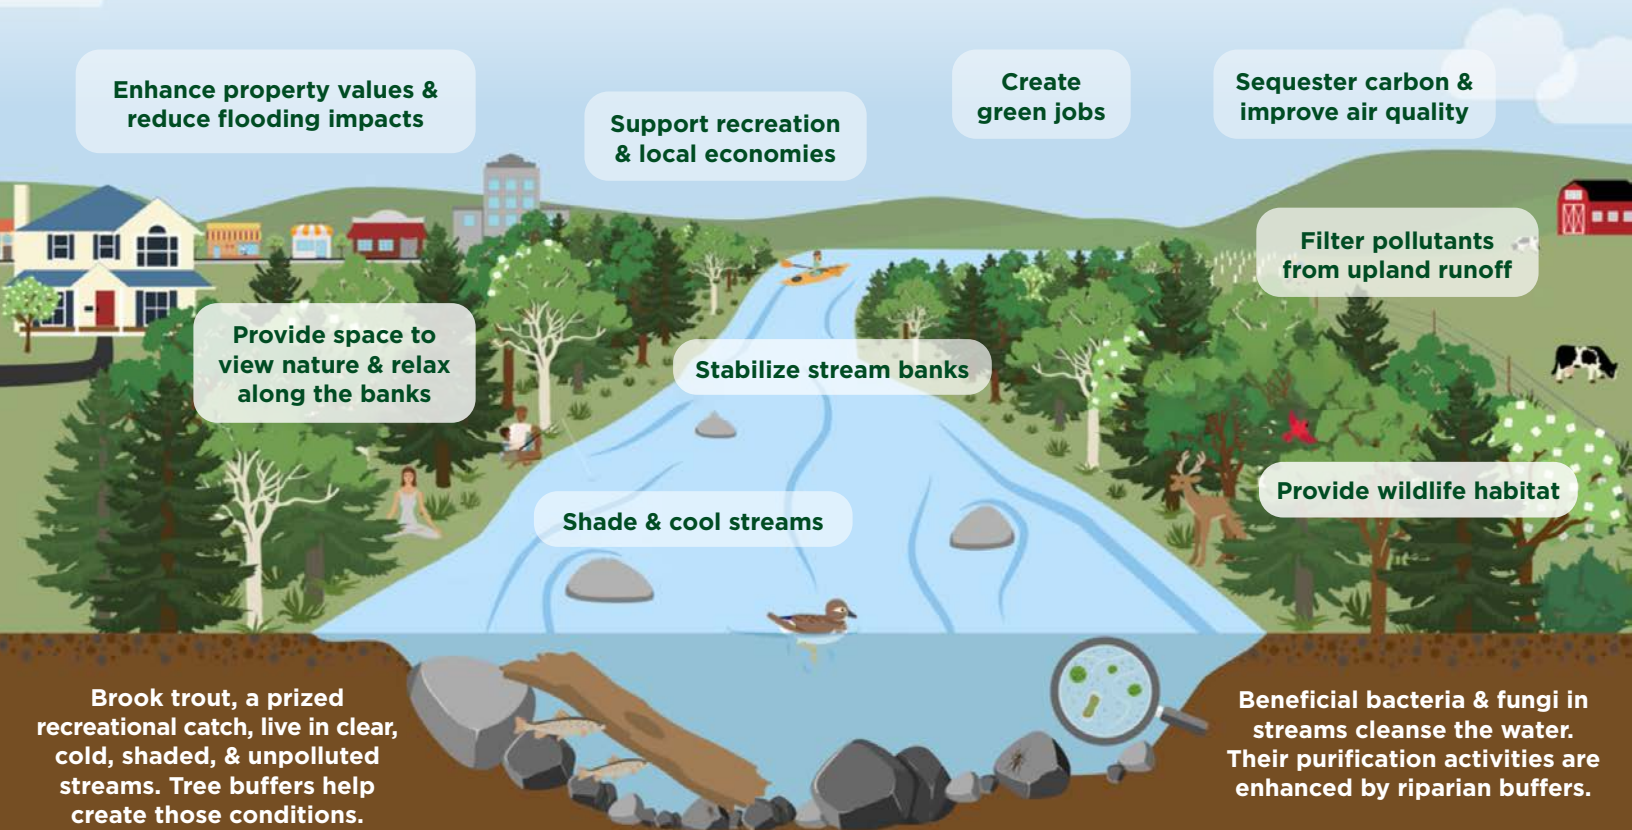 Enhance property values &
reduce flooding impacts
Support recreation
& local economies
Create
green jobs
Sequester carbon &
improve air quality
Filter pollutants
from upland runoff
Provide space to
view nature & relax
along the banks
Stabilize stream banks
Provide wildlife habitat
Shade & cool streams
Brook trout, a prized
recreational catch, live in clear,
cold, shaded, & unpolluted
streams. Tree buffers help
create those conditions.
Beneficial bacteria & fungi in
streams cleanse the water.
Their purification activities are
enhanced by riparian buffers.